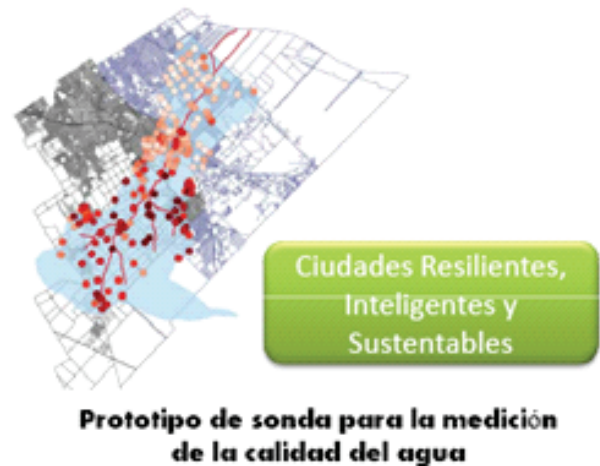 Ciudades Resilientes,
Inteligentes y
Sustentables
Prototipo de sonda para la medición
de la calidad del agua